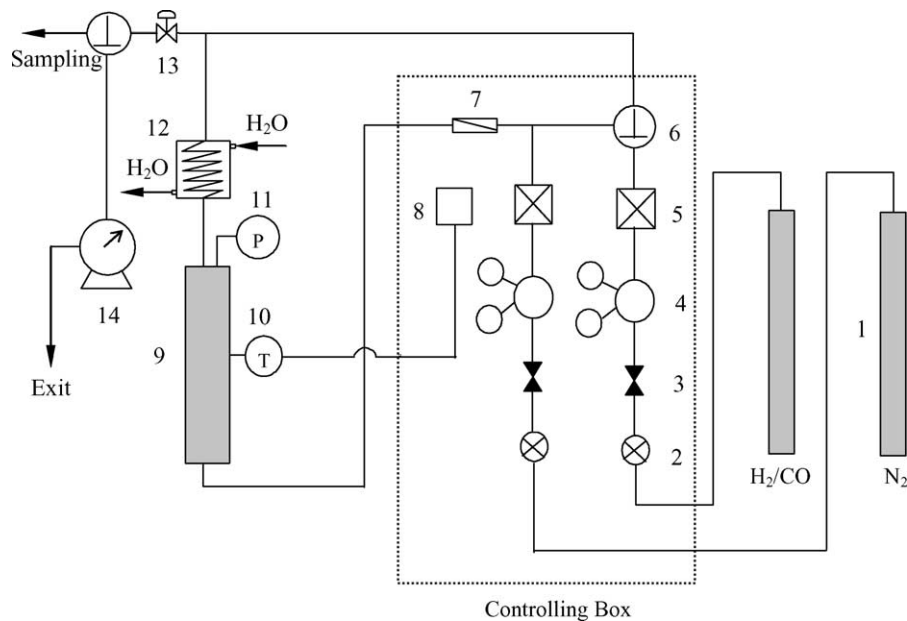 Sampling
13
7
6
12
H₂O
H₂O
11
8
5
P
14
10
4
9
T
1
Exit
3
2
H₂/CO
N₂
Controlling Box